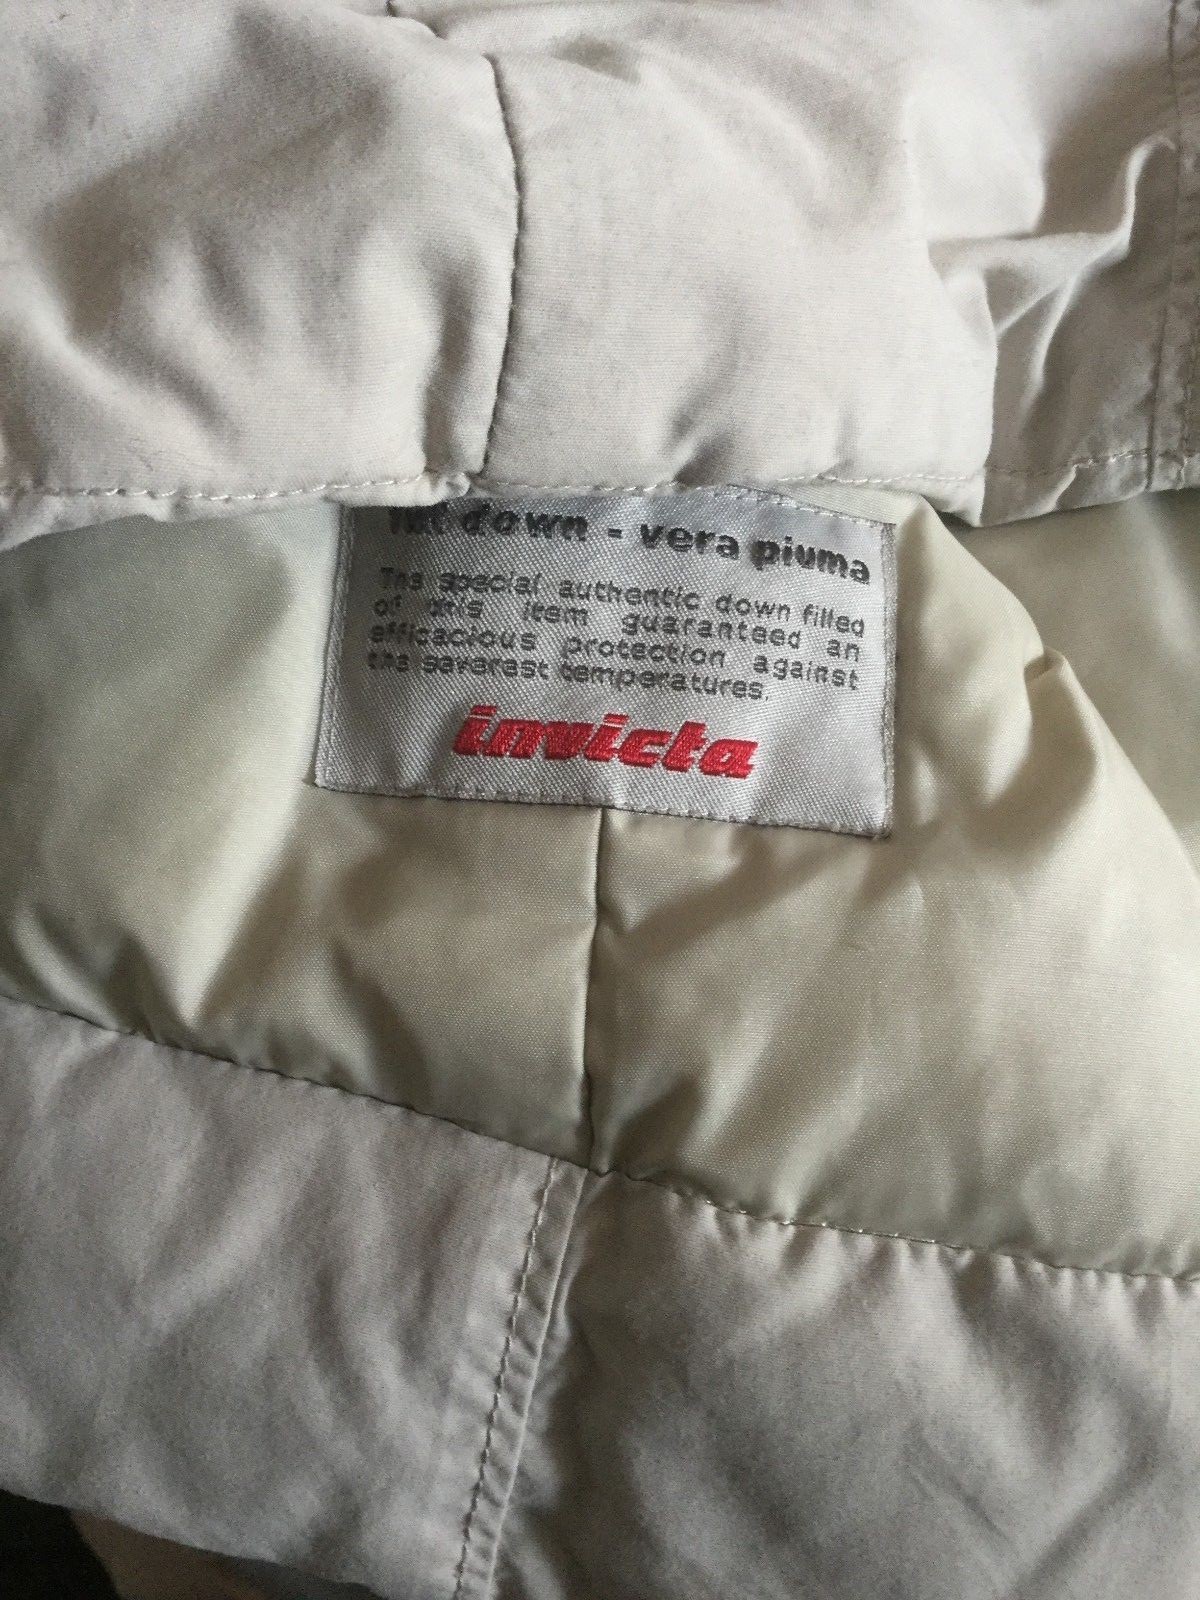 down - vera piuma
The special authentic down filled
of this item guaranteed an
efficacious protection against
the saverest temperatures.
invicta